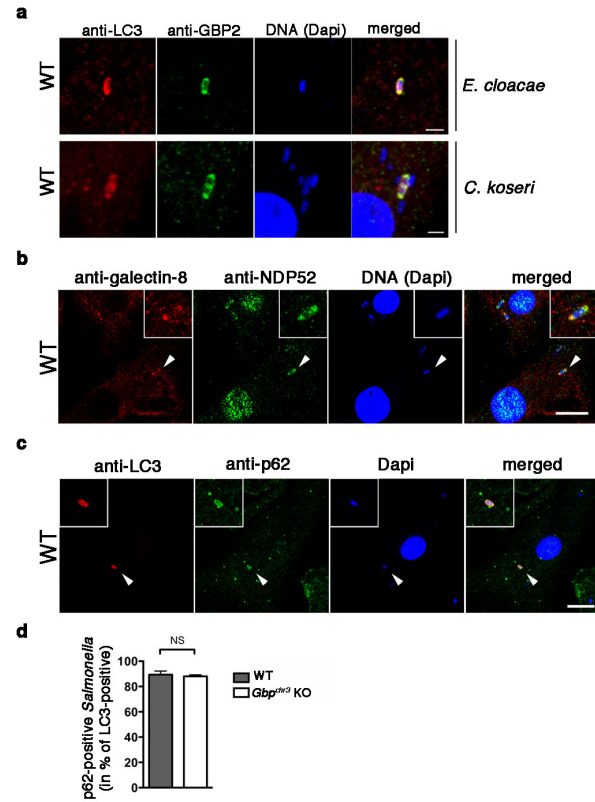 a
anti-LC3 anti-GBP2 DNA (Dapi) merged
WT
E. cloacae
WT
C. koseri
b
anti-galectin-8 anti-NDP52 DNA (Dapi) merged
WT
c
anti-LC3 anti-p62 Dapi merged
WT
d
p62-positive Salmonella
(in % of LC3-positive)
NS
100
80
60
40
20
0
WT
Gbpchr3 KO